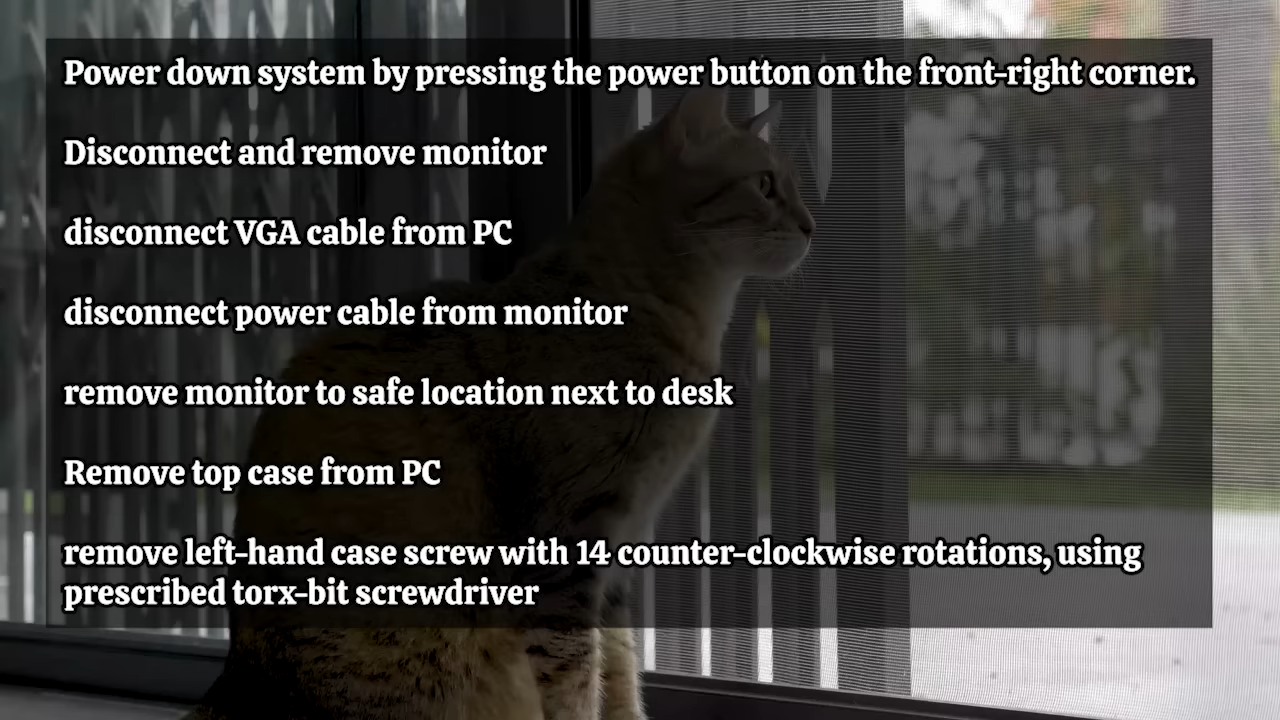 Power down system by pressing the power button on the front-right corner.
Disconnect and remove monitor
disconnect VGA cable from PC
disconnect power cable from monitor
remove monitor to safe location next to desk
Remove top case from PC
remove left-hand case screw with 14 counter-clockwise rotations, using
prescribed torx-bit screwdriver